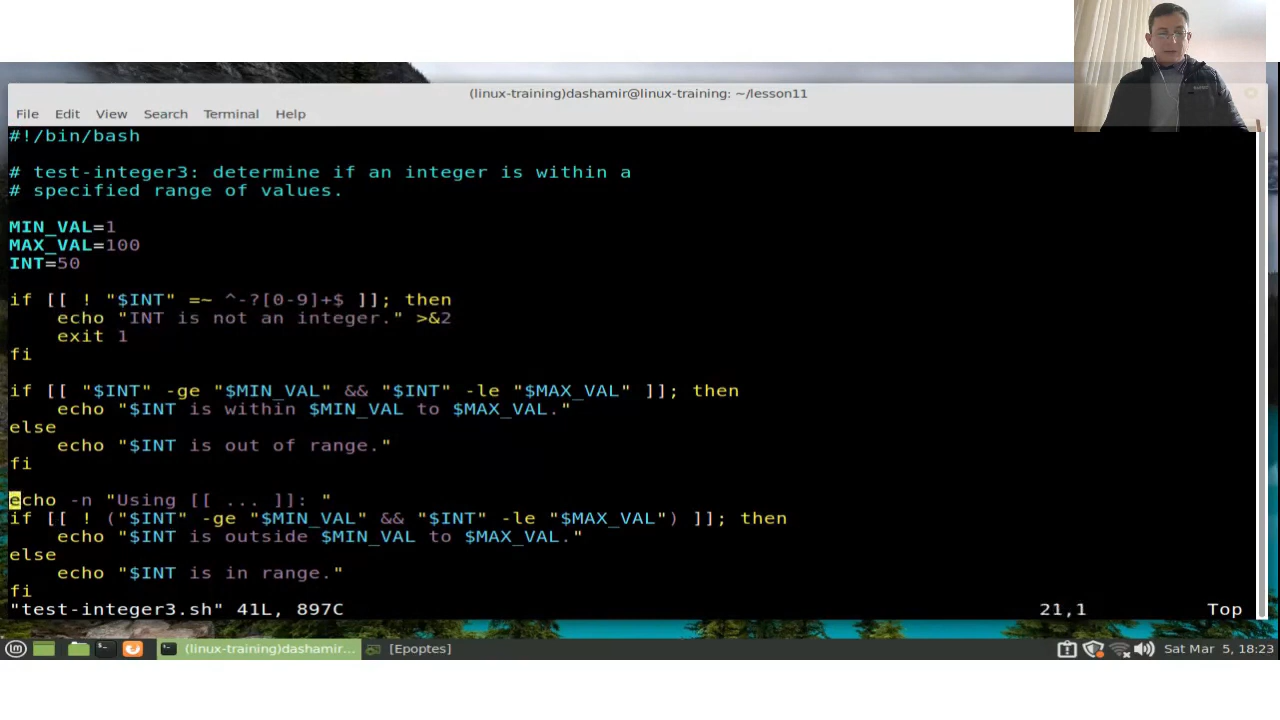 (linux-training)dashamir@linux-training: ~/lesson11
File Edit View Search Terminal Help
#!/bin/bash
# test-integer3: determine if an integer is within a
# specified range of values.
MIN_VAL=1
MAX_VAL=100
INT=50
if [[ ! "$INT" =~ ^-?[0-9]+$ ]]; then
    echo "INT is not an integer." >&2
    exit 1
fi
if [[ "$INT" -ge "$MIN_VAL" && "$INT" -le "$MAX_VAL" ]]; then
    echo "$INT is within $MIN_VAL to $MAX_VAL."
else
    echo "$INT is out of range."
fi
echo -n "Using [[ ... ]]: "
if [[ ! ("$INT" -ge "$MIN_VAL" && "$INT" -le "$MAX_VAL") ]]; then
    echo "$INT is outside $MIN_VAL to $MAX_VAL."
else
    echo "$INT is in range."
fi
"test-integer3.sh" 41L, 897C 21,1 Top
(linux-training)dashamir... [Epoptes] Sat Mar 5, 18:23